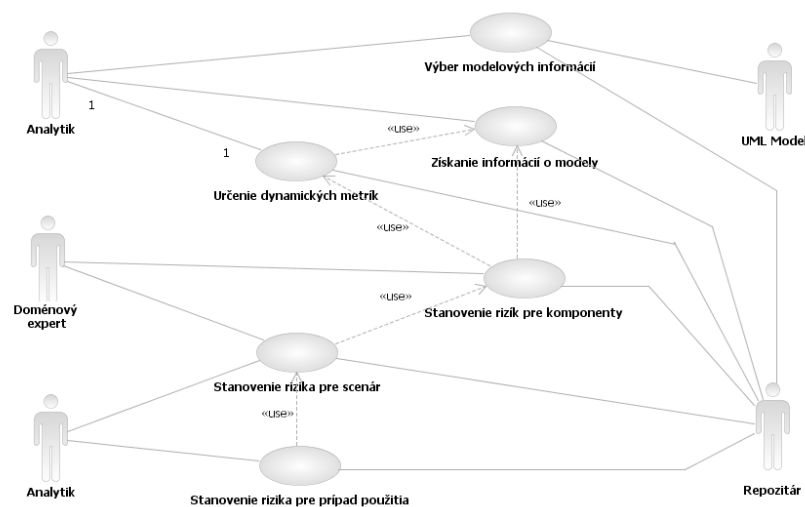 Výber modelových informácií
1
Analytik
UML Model
«use»
1
Získanie informácií o modely
Určenie dynamických metrík
«use»
«use»
Doménový
expert
«use»
Stanovenie rizík pre komponenty
Stanovenie rizika pre scenár
«use»
Analytik
Repozitár
Stanovenie rizika pre prípad použitia